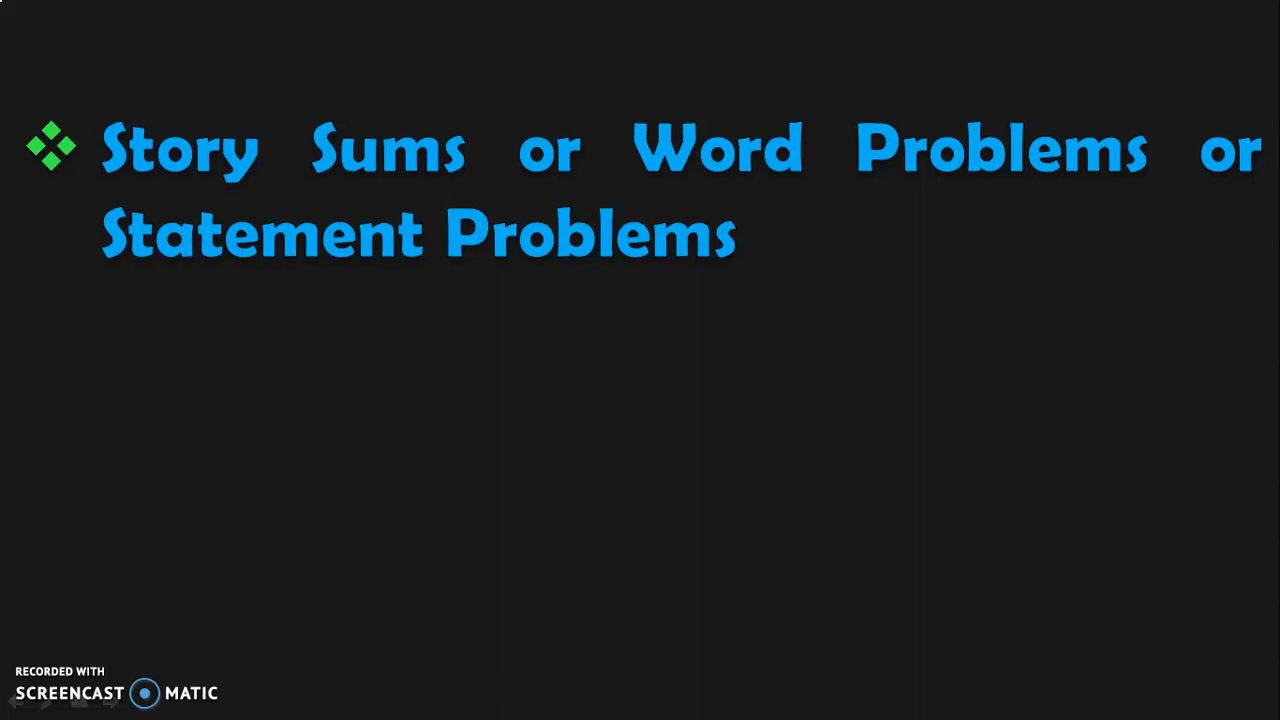 Story Sums or Word Problems or
Statement Problems
RECORDED WITH
SCREENCAST MATIC